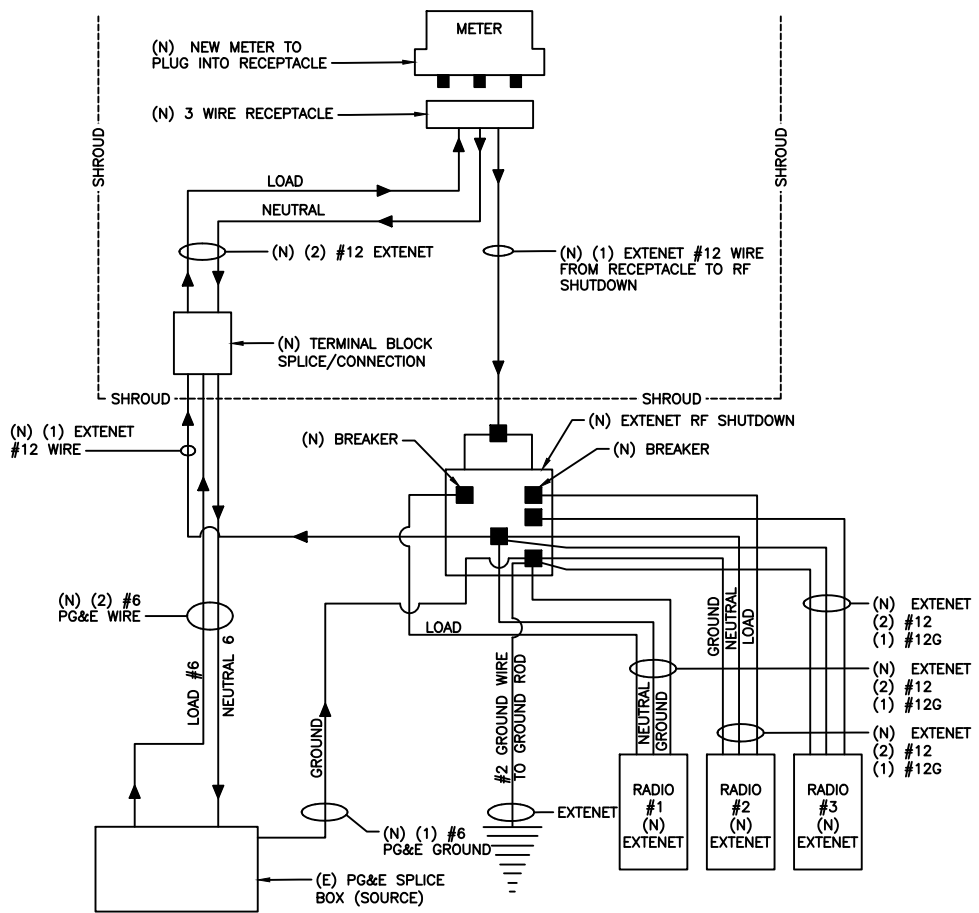 METER
(N) NEW METER TO
PLUG INTO RECEPTACLE
(N) 3 WIRE RECEPTACLE
SHROUD
SHROUD
LOAD
NEUTRAL
(N) (2) #12 EXTENET
(N) (1) EXTENET #12 WIRE
FROM RECEPTACLE TO RF
SHUTDOWN
(N) TERMINAL BLOCK
SPLICE/CONNECTION
SHROUD
SHROUD
(N) (1) EXTENET
#12 WIRE
(N) BREAKER
(N) EXTENET RF SHUTDOWN
(N) BREAKER
(N) (2) #6
PG&E WIRE
LOAD #6
NEUTRAL 6
LOAD
GROUND
NEUTRAL
LOAD
(N) EXTENET
(2) #12
(1) #12G
(N) EXTENET
(2) #12
(1) #12G
(N) EXTENET
(2) #12
(1) #12G
GROUND
#2 GROUND WIRE
TO GROUND ROD
NEUTRAL
GROUND
EXTENET
(N) (1) #6
PG&E GROUND
(E) PG&E SPLICE
BOX (SOURCE)
RADIO
#1
(N)
EXTENET
RADIO
#2
(N)
EXTENET
RADIO
#3
(N)
EXTENET